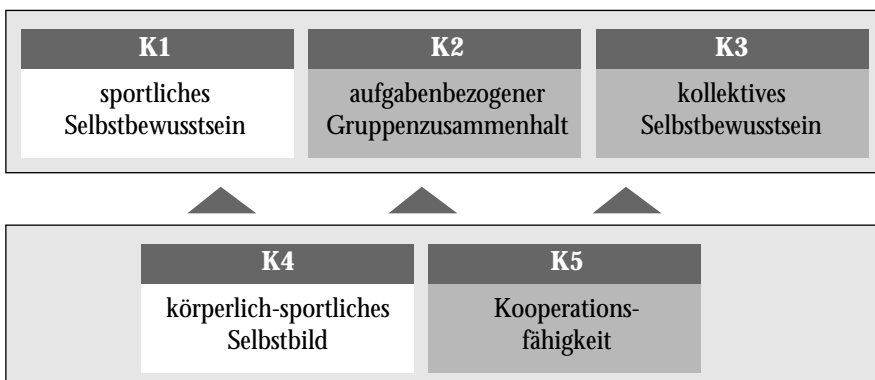 K1
sportliches
Selbstbewusstsein
K2
aufgabenbezogener
Gruppenzusammenhalt
K3
kollektives
Selbstbewusstsein
K4
körperlich-sportliches
Selbstbild
K5
Kooperations-
fähigkeit